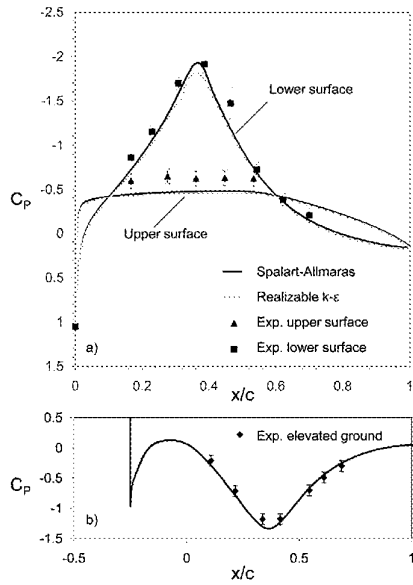 -2.5
-2
-1.5
-1
-0.5
0
0.5
1
1.5
C_P
Lower surface
Upper surface
Spalart-Allmaras
Realizable k-ε
Exp. upper surface
Exp. lower surface
a)
0 0.2 0.4 0.6 0.8 1
x/c
0.5
0
-0.5
-1
-1.5
C_P
Exp. elevated ground
b)
-0.5 0 0.5 1
x/c